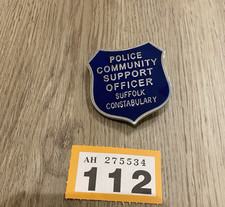 POLICE
COMMUNITY
SUPPORT
OFFICER
SUFFOLK
CONSTABULARY
AH 275534
112